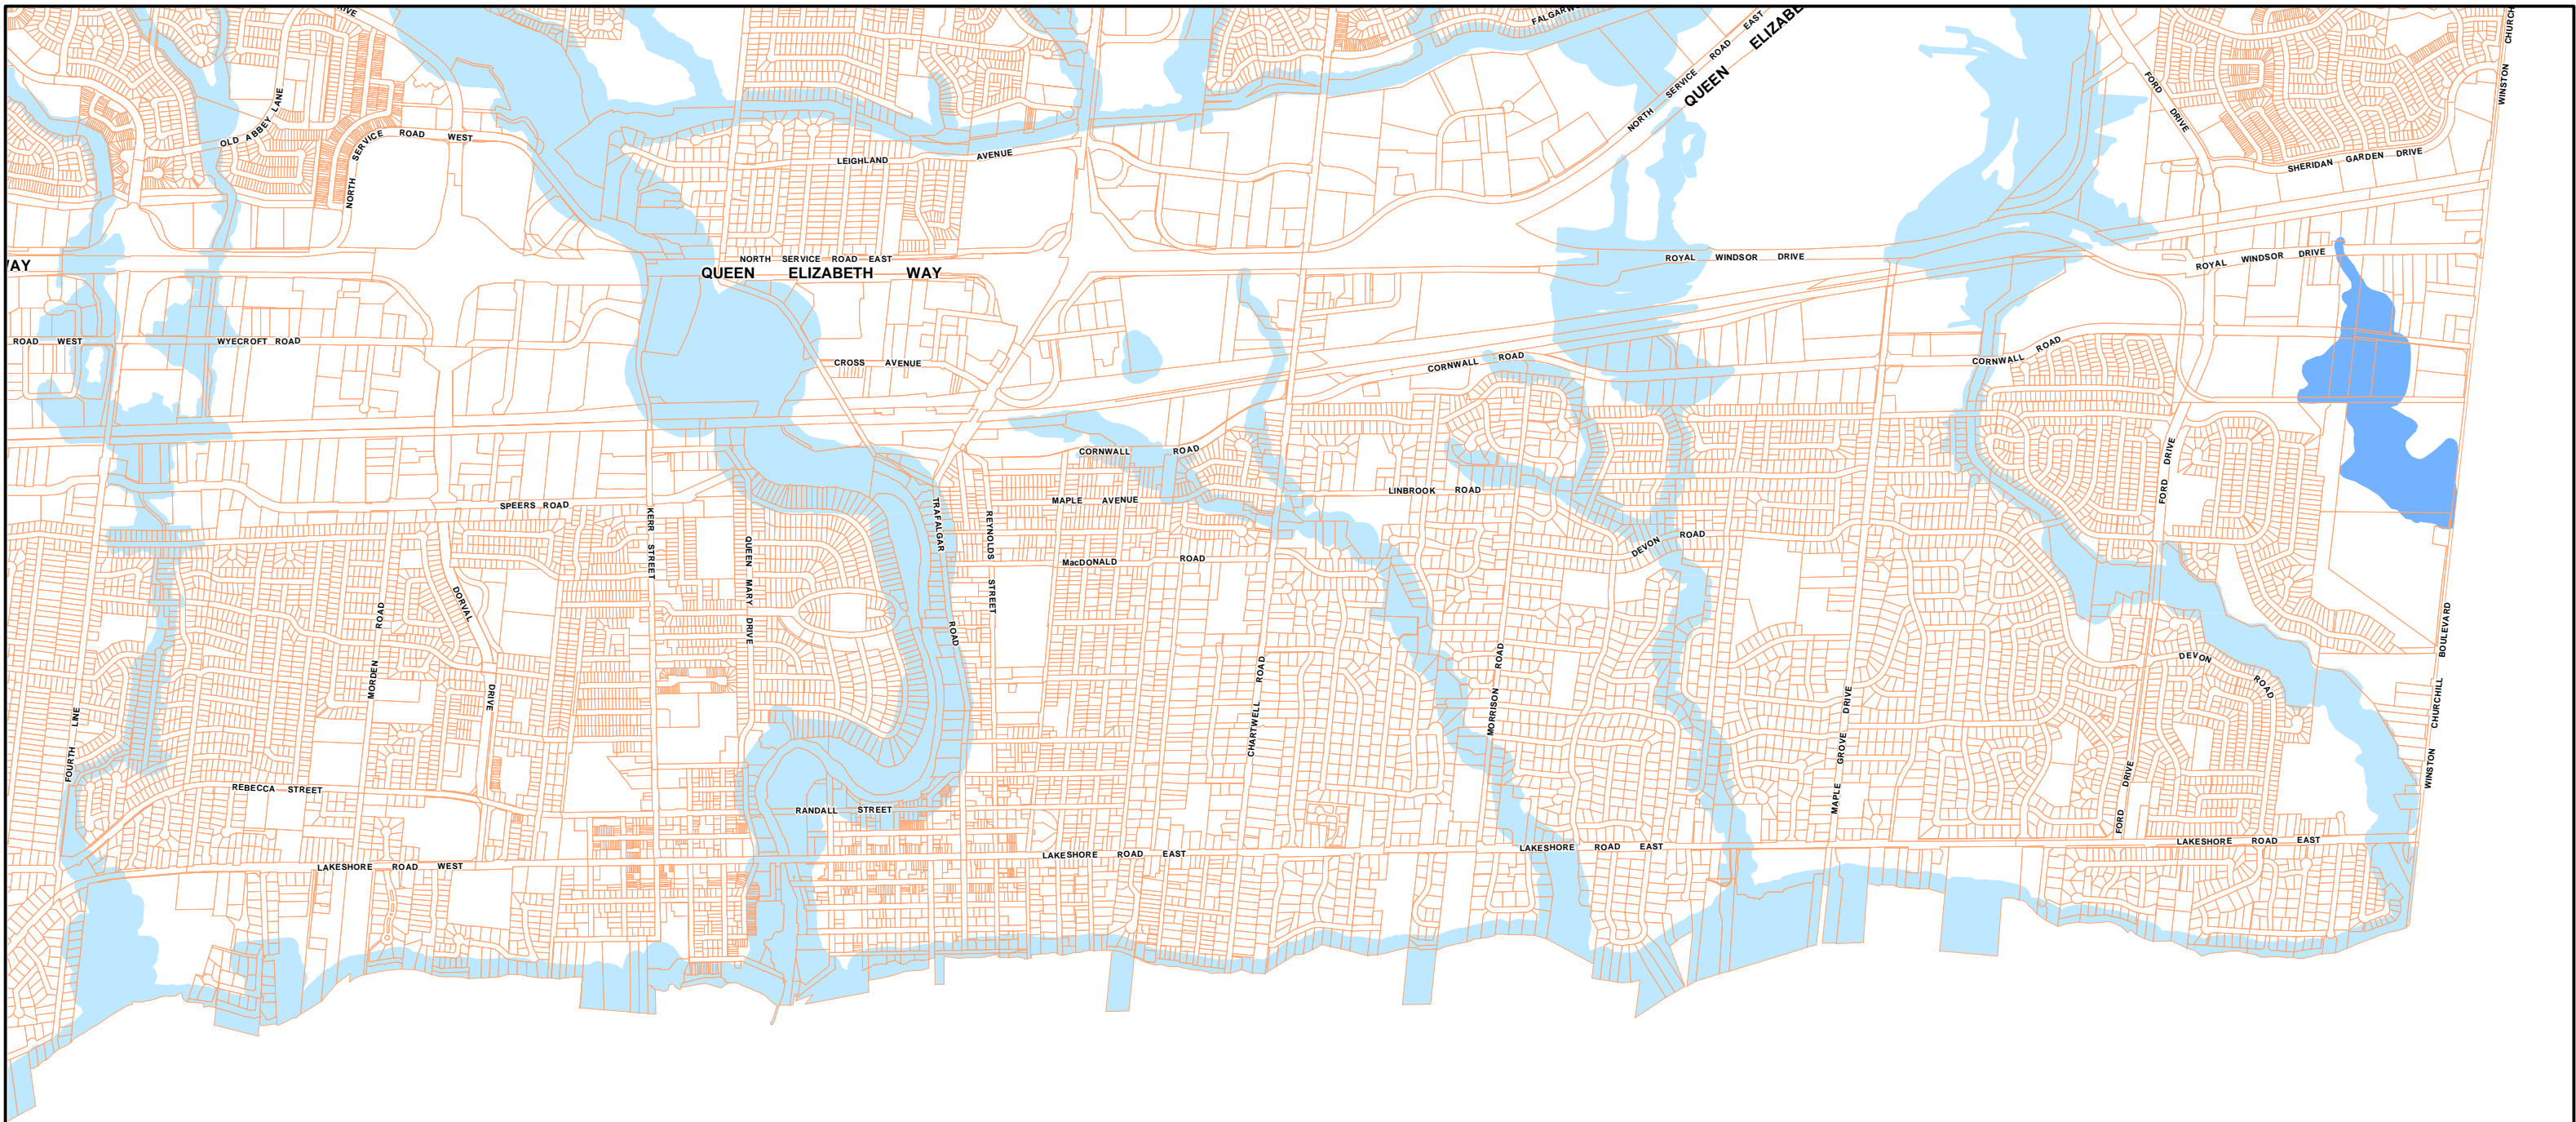 IVE
FALGARW
ROAD EAST
NORTH SERVICE
QUEEN ELIZABE
CHURCH
WINSTON
FORD DRIVE
OLD ABBEY LANE
NORTH SERVICE ROAD WEST
LEIGHLAND AVENUE
SHERIDAN GARDEN DRIVE
WAY
NORTH SERVICE ROAD EAST
QUEEN ELIZABETH WAY
ROYAL WINDSOR DRIVE
ROYAL WINDSOR DRIVE
ROAD WEST
WYECROFT ROAD
CROSS AVENUE
CORNWALL ROAD
CORNWALL ROAD
CORNWALL ROAD
SPEERS ROAD
MAPLE AVENUE
LINBROOK ROAD
KERR STREET
QUEEN MARY DRIVE
TRAFALGAR ROAD
REYNOLDS STREET
MacDONALD ROAD
DEVON ROAD
FORD DRIVE
DORVAL DRIVE
MORDEN ROAD
FOURTH LINE
CHARTWELL ROAD
MORRISON ROAD
MAPLE GROVE DRIVE
DEVON ROAD
FORD DRIVE
WINSTON CHURCHILL BOULEVARD
REBECCA STREET
RANDALL STREET
LAKESHORE ROAD WEST
LAKESHORE ROAD EAST
LAKESHORE ROAD EAST
LAKESHORE ROAD EAST